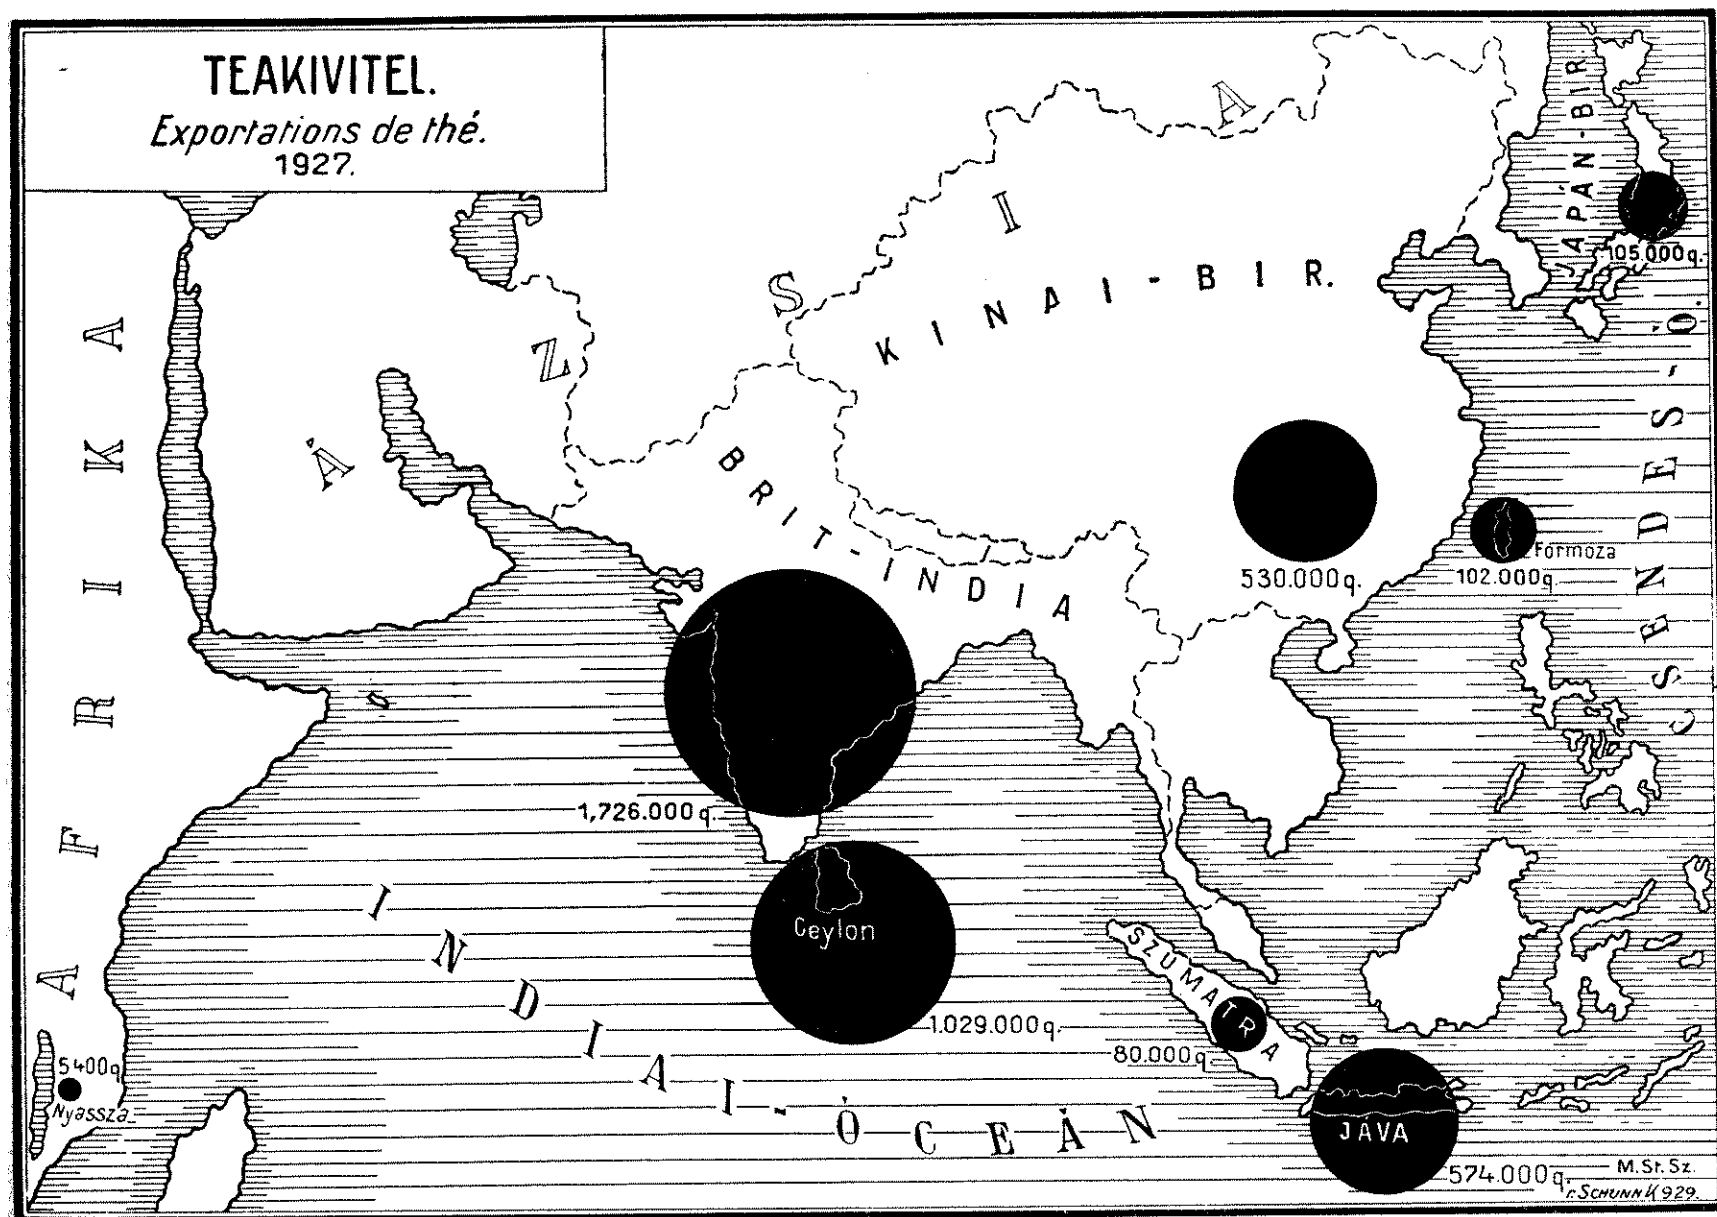 TEAKIVITEL.
Exportations de thé.
1927.
ÁZSIA
KINAI-BIR.
JAPÁN-BIR.
105.000q.
CSENDES-Ó.
AFRIKA
BRIT-INDIA
530.000q.
Formoza
102.000q.
1,726.000q.
Ceylon
1.029.000q.
SZUMATRA
80.000q.
JÁVA
574.000q.
INDIAI-ÓCEÁN
5400q
Nyassza
M.St.Sz.
r. SCHUNN K 929.